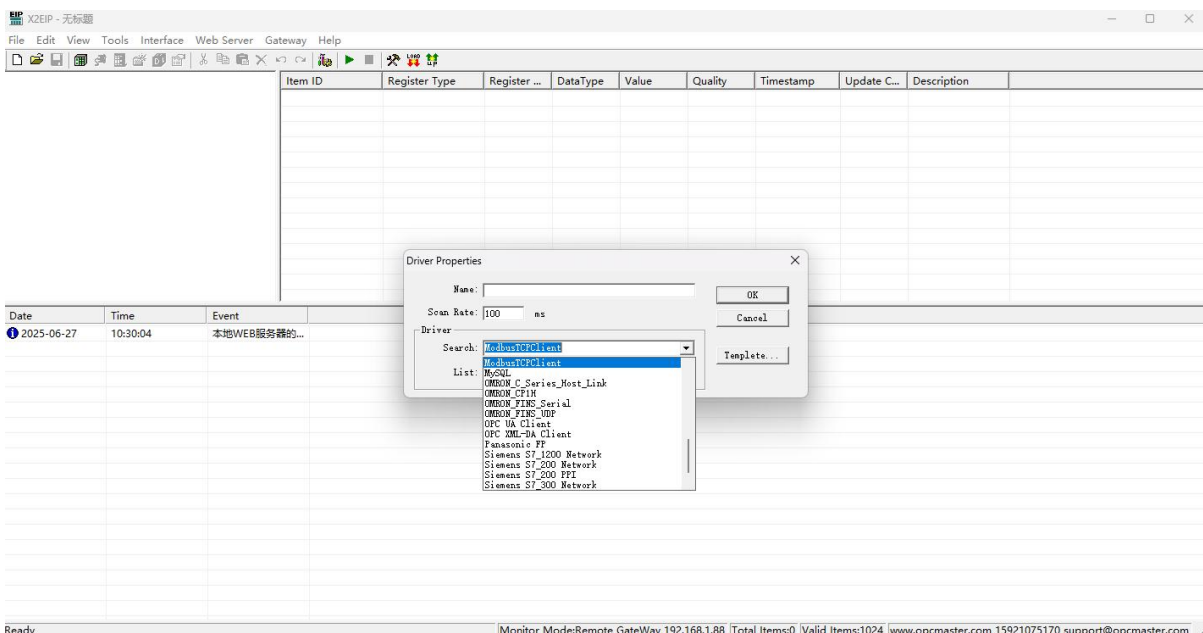 EIP X2EIP - 无标题
File Edit View Tools Interface Web Server Gateway Help
Item ID Register Type Register ... DataType Value Quality Timestamp Update C... Description
Driver Properties
Name:
OK
Scan Rate: 100 ms
Cancel
Driver
Search: ModbusTCPClient
Templete...
List:
ModbusTCPClient
MySQL
OMRON_C_Series_Host_Link
OMRON_CP1H
OMRON_FINS_Serial
OMRON_FINS_UDP
OPC UA Client
OPC XML-DA Client
Panasonic FP
Siemens S7_1200 Network
Siemens S7_200 Network
Siemens S7_200 PPI
Siemens S7_300 Network
Date Time Event
2025-06-27 10:30:04 本地WEB服务器的...
Ready Monitor Mode:Remote GateWay 192.168.1.88 Total Items:0 Valid Items:1024 www.opcmaster.com 15921075170 support@opcmaster.com